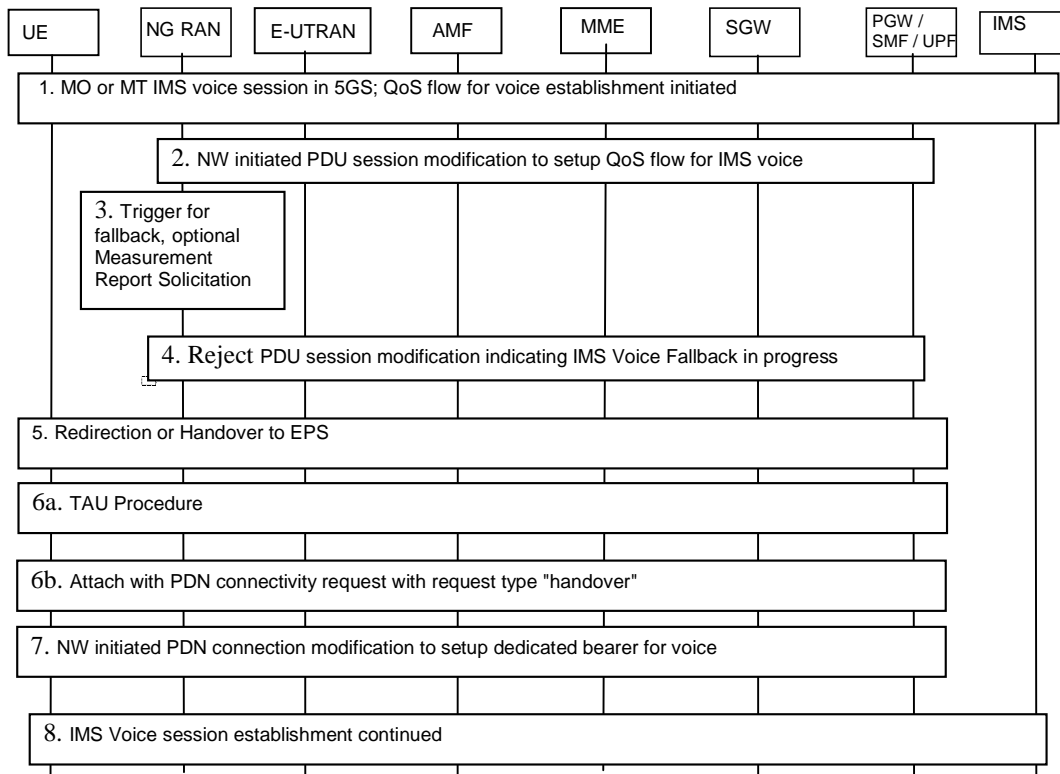 UE
NG RAN
E-UTRAN
AMF
MME
SGW
PGW /
SMF / UPF
IMS
1. MO or MT IMS voice session in 5GS; QoS flow for voice establishment initiated
2. NW initiated PDU session modification to setup QoS flow for IMS voice
3. Trigger for
fallback, optional
Measurement
Report Solicitation
4. Reject PDU session modification indicating IMS Voice Fallback in progress
5. Redirection or Handover to EPS
6a. TAU Procedure
6b. Attach with PDN connectivity request with request type "handover"
7. NW initiated PDN connection modification to setup dedicated bearer for voice
8. IMS Voice session establishment continued